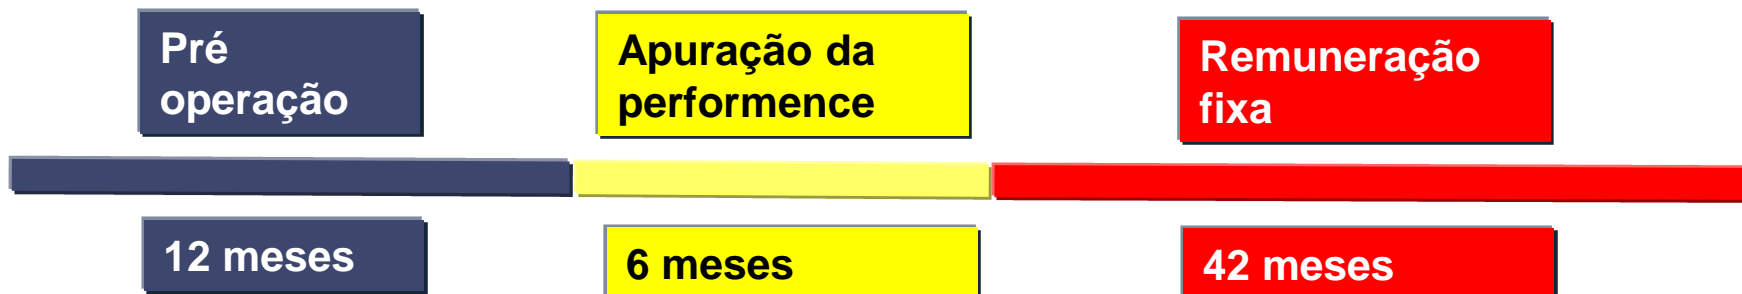 Pré
operação
Apuração da
performence
Remuneração
fixa
12 meses
6 meses
42 meses